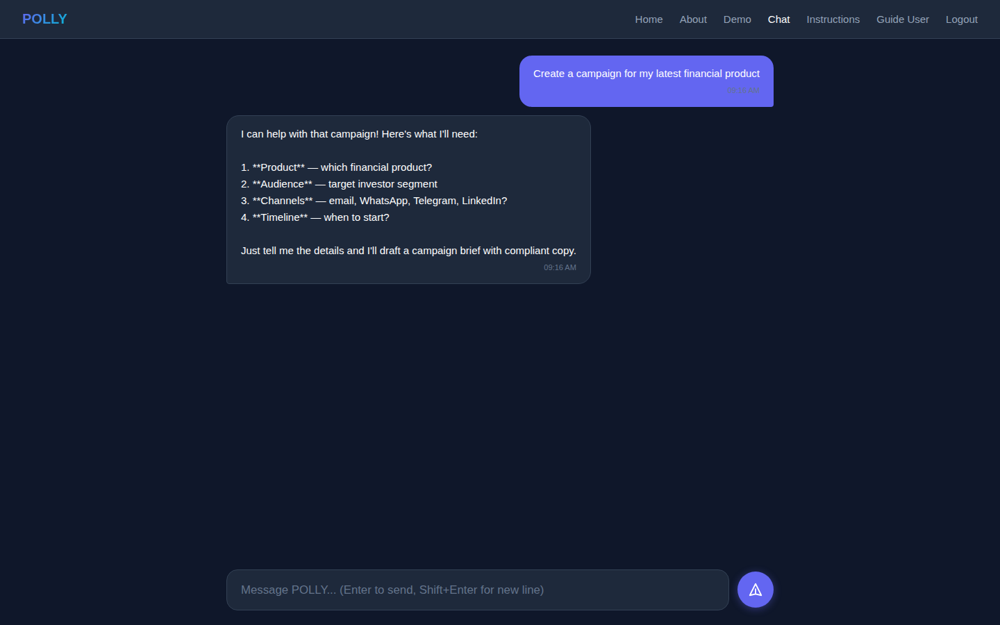 POLLY
Home About Demo Chat Instructions Guide User Logout
Create a campaign for my latest financial product
I can help with that campaign! Here's what I'll need:
1. **Product** — which financial product?
2. **Audience** — target investor segment
3. **Channels** — email, WhatsApp, Telegram, LinkedIn?
4. **Timeline** — when to start?
Just tell me the details and I'll draft a campaign brief with compliant copy.
09:16 AM
Message POLLY... (Enter to send, Shift+Enter for new line)